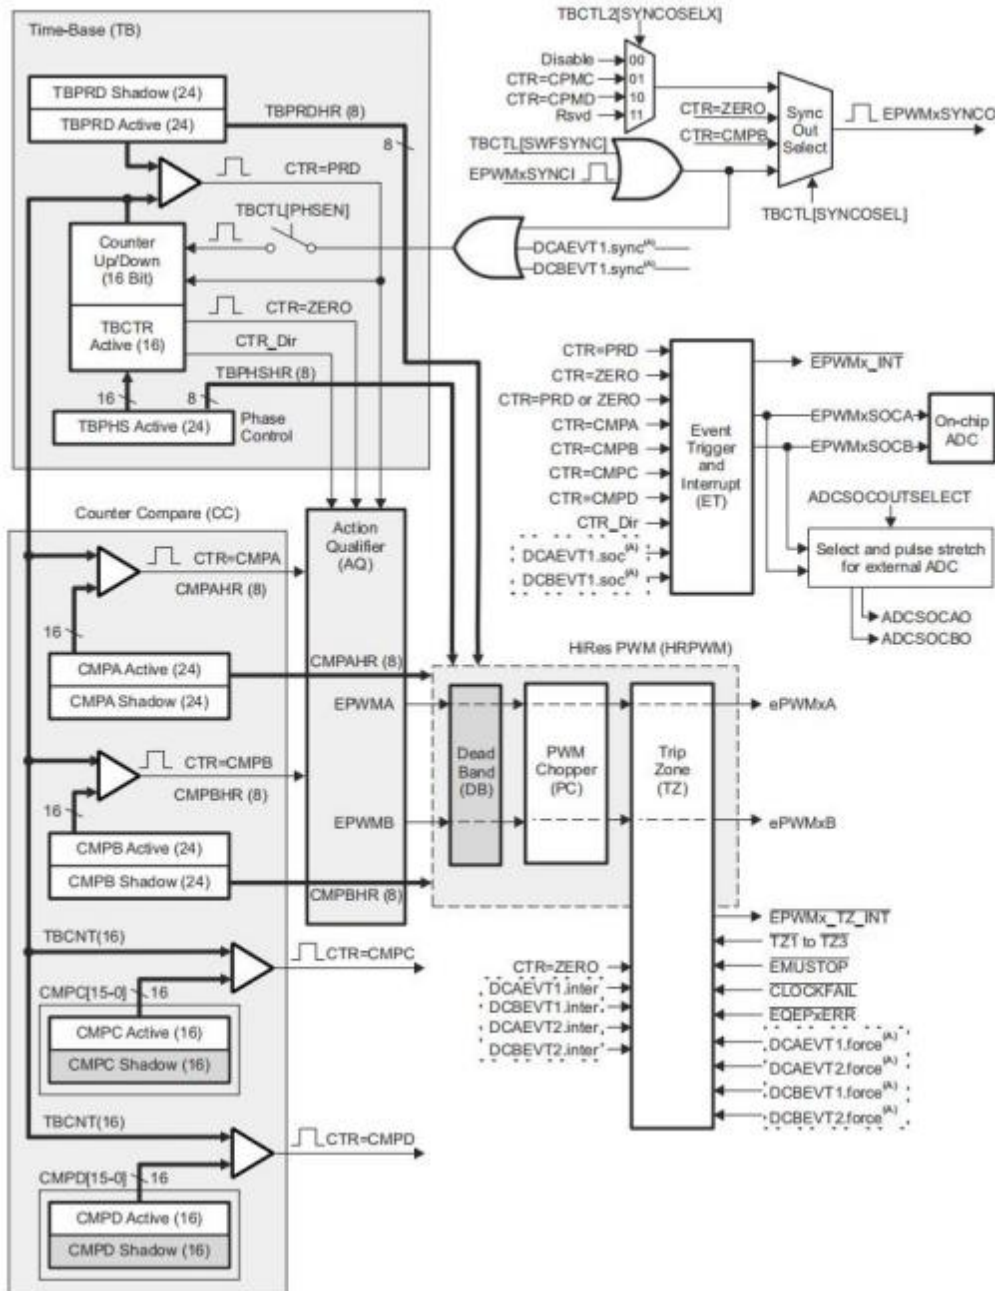 Time-Base (TB)
TBPRD Shadow (24)
TBPRD Active (24)
TBPRDHR (8)
8
CTR=PRD
TBCTL[PHSEN]
Counter
Up/Down
(16 Bit)
CTR=ZERO
TBCTR
Active (16)
CTR_Dir
TBPHSHR (8)
16
8
TBPHS Active (24)
Phase
Control
TBCTL2[SYNCOSELX]
Disable
00
CTR=CPMC
01
CTR=CPMD
10
Rsvd
11
CTR=ZERO
CTR=CMPB
Sync
Out
Select
EPWMxSYNCO
TBCTL[SWFSYNC]
EPWMxSYNCI
TBCTL[SYNCOSEL]
DCAEVT1.sync(A)
DCBEVT1.sync(A)
CTR=PRD
CTR=ZERO
CTR=PRD or ZERO
CTR=CMPA
CTR=CMPB
CTR=CMPC
CTR=CMPD
CTR_Dir
DCAEVT1.soc(A)
DCBEVT1.soc(A)
Event
Trigger
and
Interrupt
(ET)
EPWMx_INT
EPWMxSOCA
EPWMxSOCB
On-chip
ADC
ADCSOCOUTSELECT
Select and pulse stretch
for external ADC
ADCSOCAO
ADCSOCBO
Counter Compare (CC)
Action
Qualifier
(AQ)
CTR=CMPA
CMPAHR (8)
16
CMPA Active (24)
CMPA Shadow (24)
CMPAHR (8)
EPWMA
CTR=CMPB
CMPBHR (8)
16
EPWMB
CMPB Active (24)
CMPB Shadow (24)
CMPBHR (8)
HiRes PWM (HRPWM)
Dead
Band
(DB)
PWM
Chopper
(PC)
Trip
Zone
(TZ)
ePWMxA
ePWMxB
EPWMx_TZ_INT
TZ1 to TZ3
EMUSTOP
CLOCKFAIL
EQEPxERR
DCAEVT1.force(A)
DCAEVT2.force(A)
DCBEVT1.force(A)
DCBEVT2.force(A)
CTR=ZERO
DCAEVT1.inter
DCBEVT1.inter
DCAEVT2.inter
DCBEVT2.inter
TBCNT(16)
CTR=CMPC
CMPC[15-0]
16
CMPC Active (16)
CMPC Shadow (16)
TBCNT(16)
CTR=CMPD
CMPD[15-0]
16
CMPD Active (16)
CMPD Shadow (16)